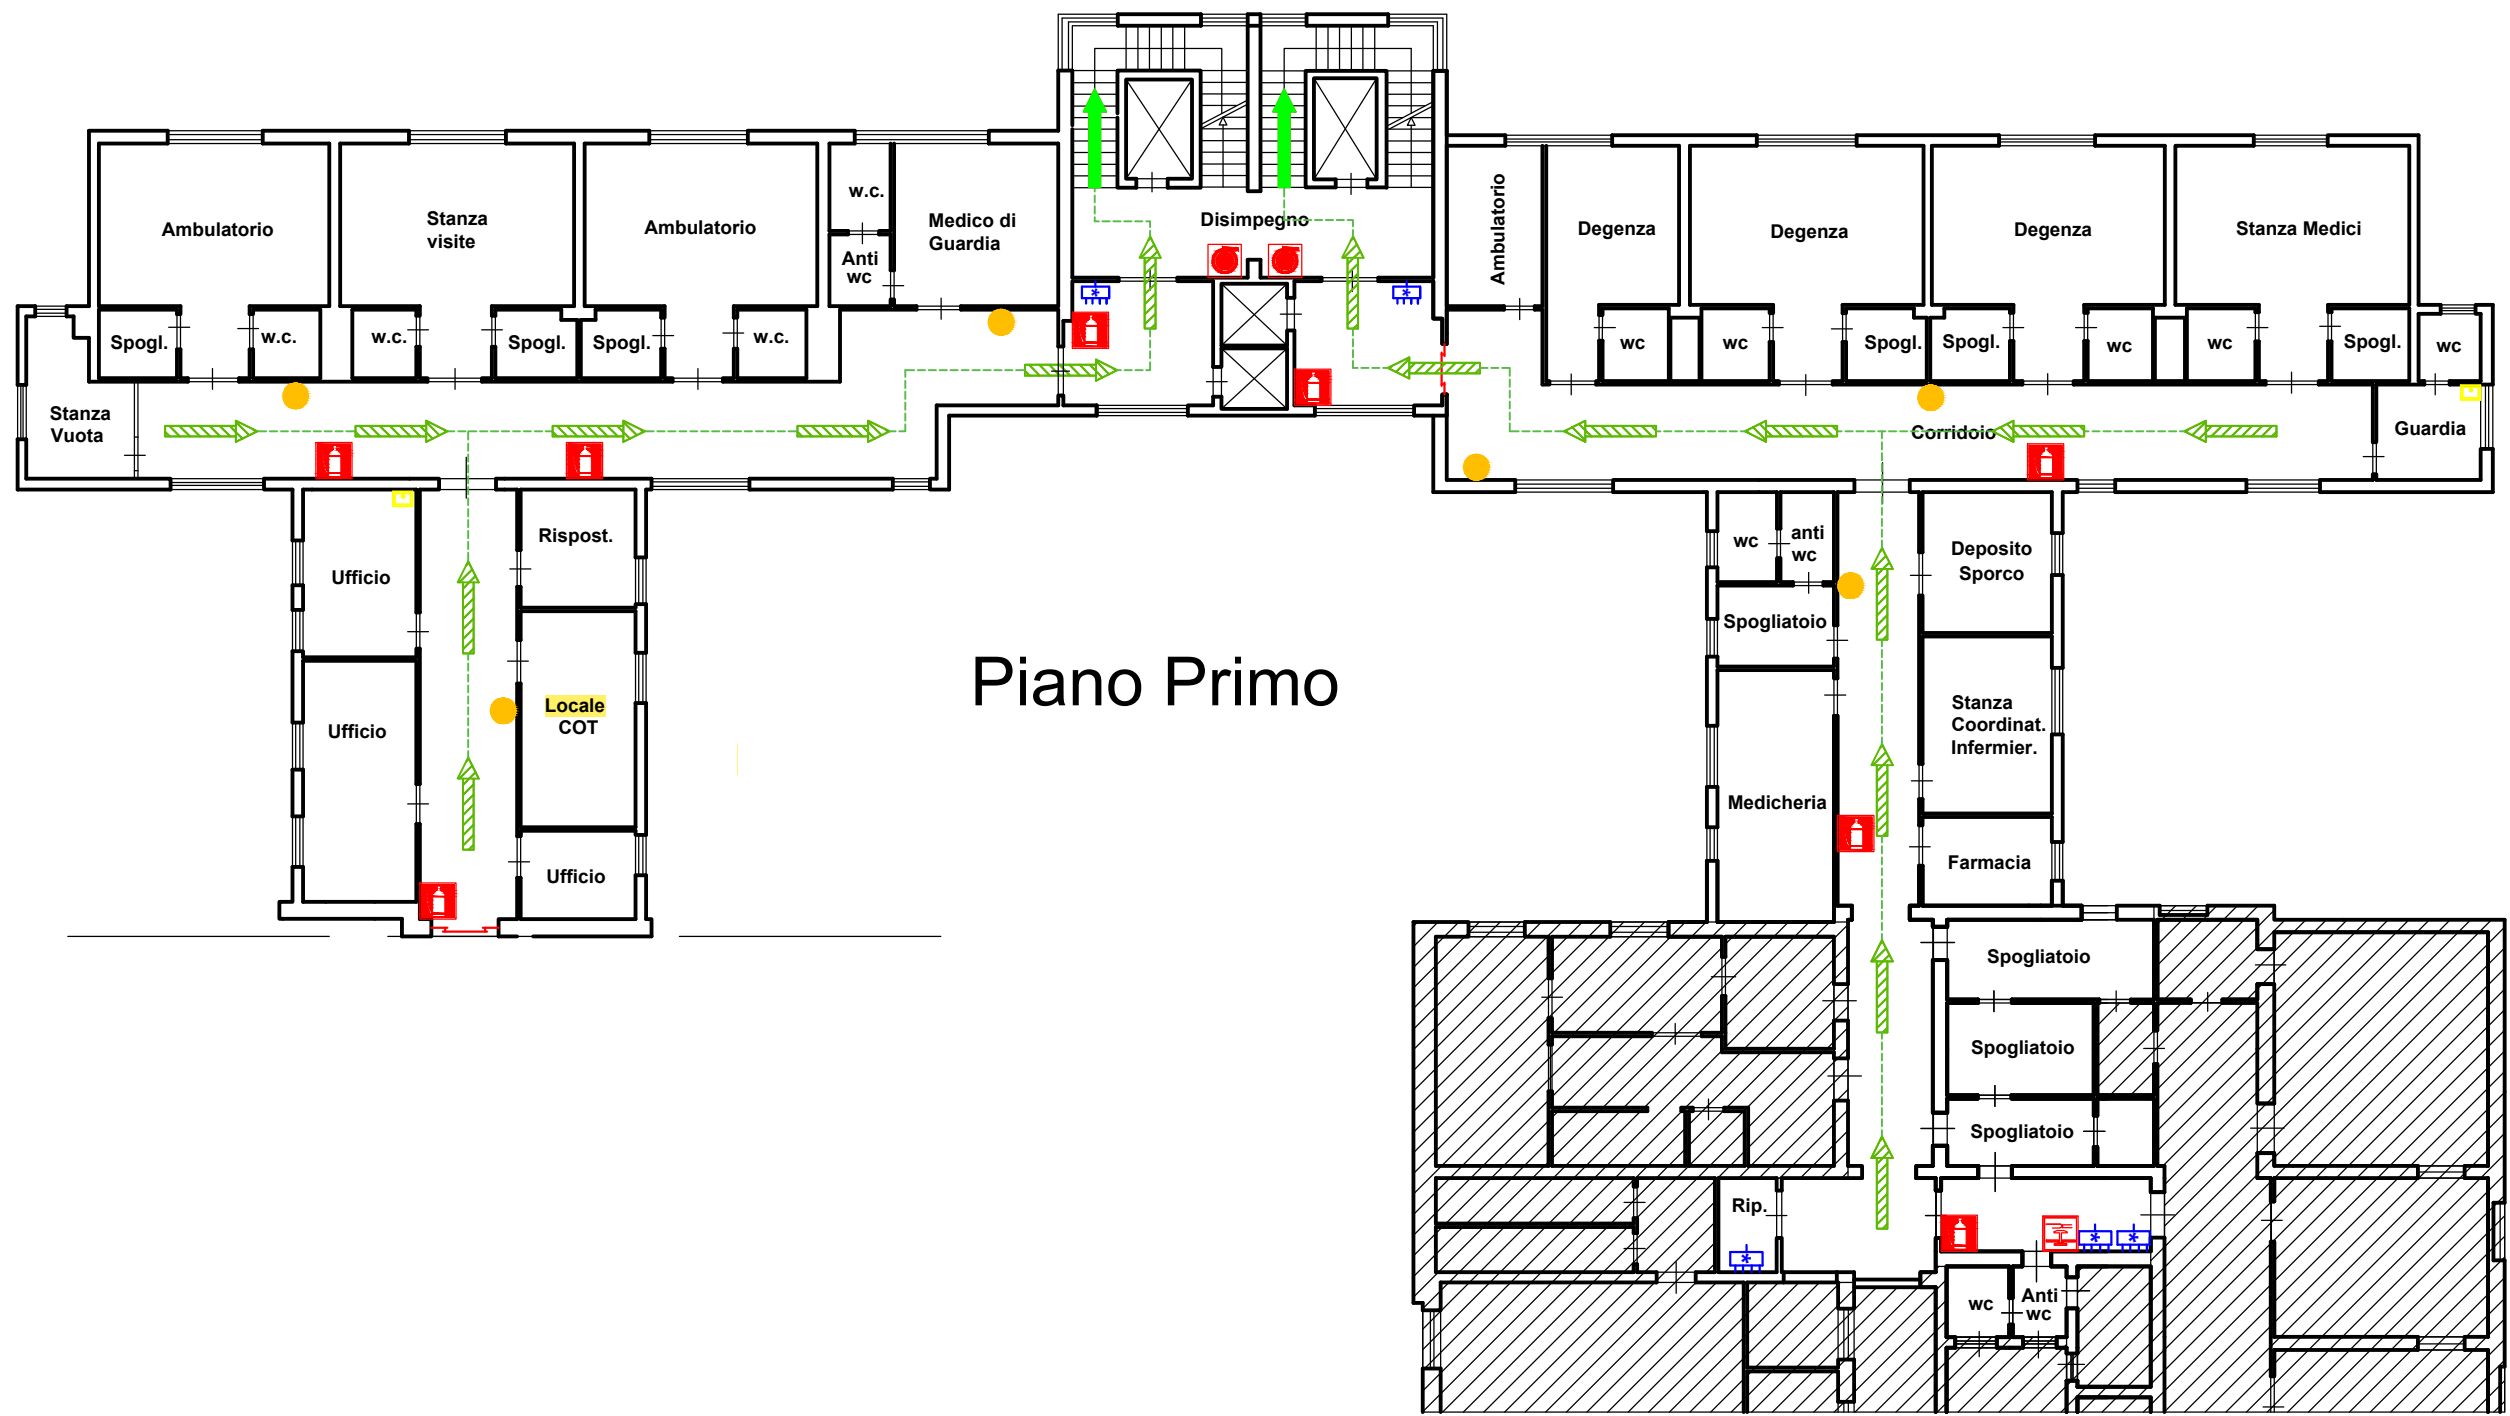 Ambulatorio
Stanza
visite
Ambulatorio
w.c.
Anti
wc
Medico di
Guardia
Disimpegno
Ambulatorio
Degenza
Degenza
Degenza
Stanza Medici
Spogl.
w.c.
w.c.
Spogl.
Spogl.
w.c.
wc
wc
Spogl.
Spogl.
wc
wc
Spogl.
wc
Stanza
Vuota
Corridoio
Guardia
Ufficio
Rispost.
Ufficio
Locale
COT
Ufficio
Piano Primo
wc
anti
wc
Deposito
Sporco
Spogliatoio
Stanza
Coordinat.
Infermier.
Medicheria
Farmacia
Spogliatoio
Spogliatoio
Spogliatoio
Rip.
wc
Anti
wc